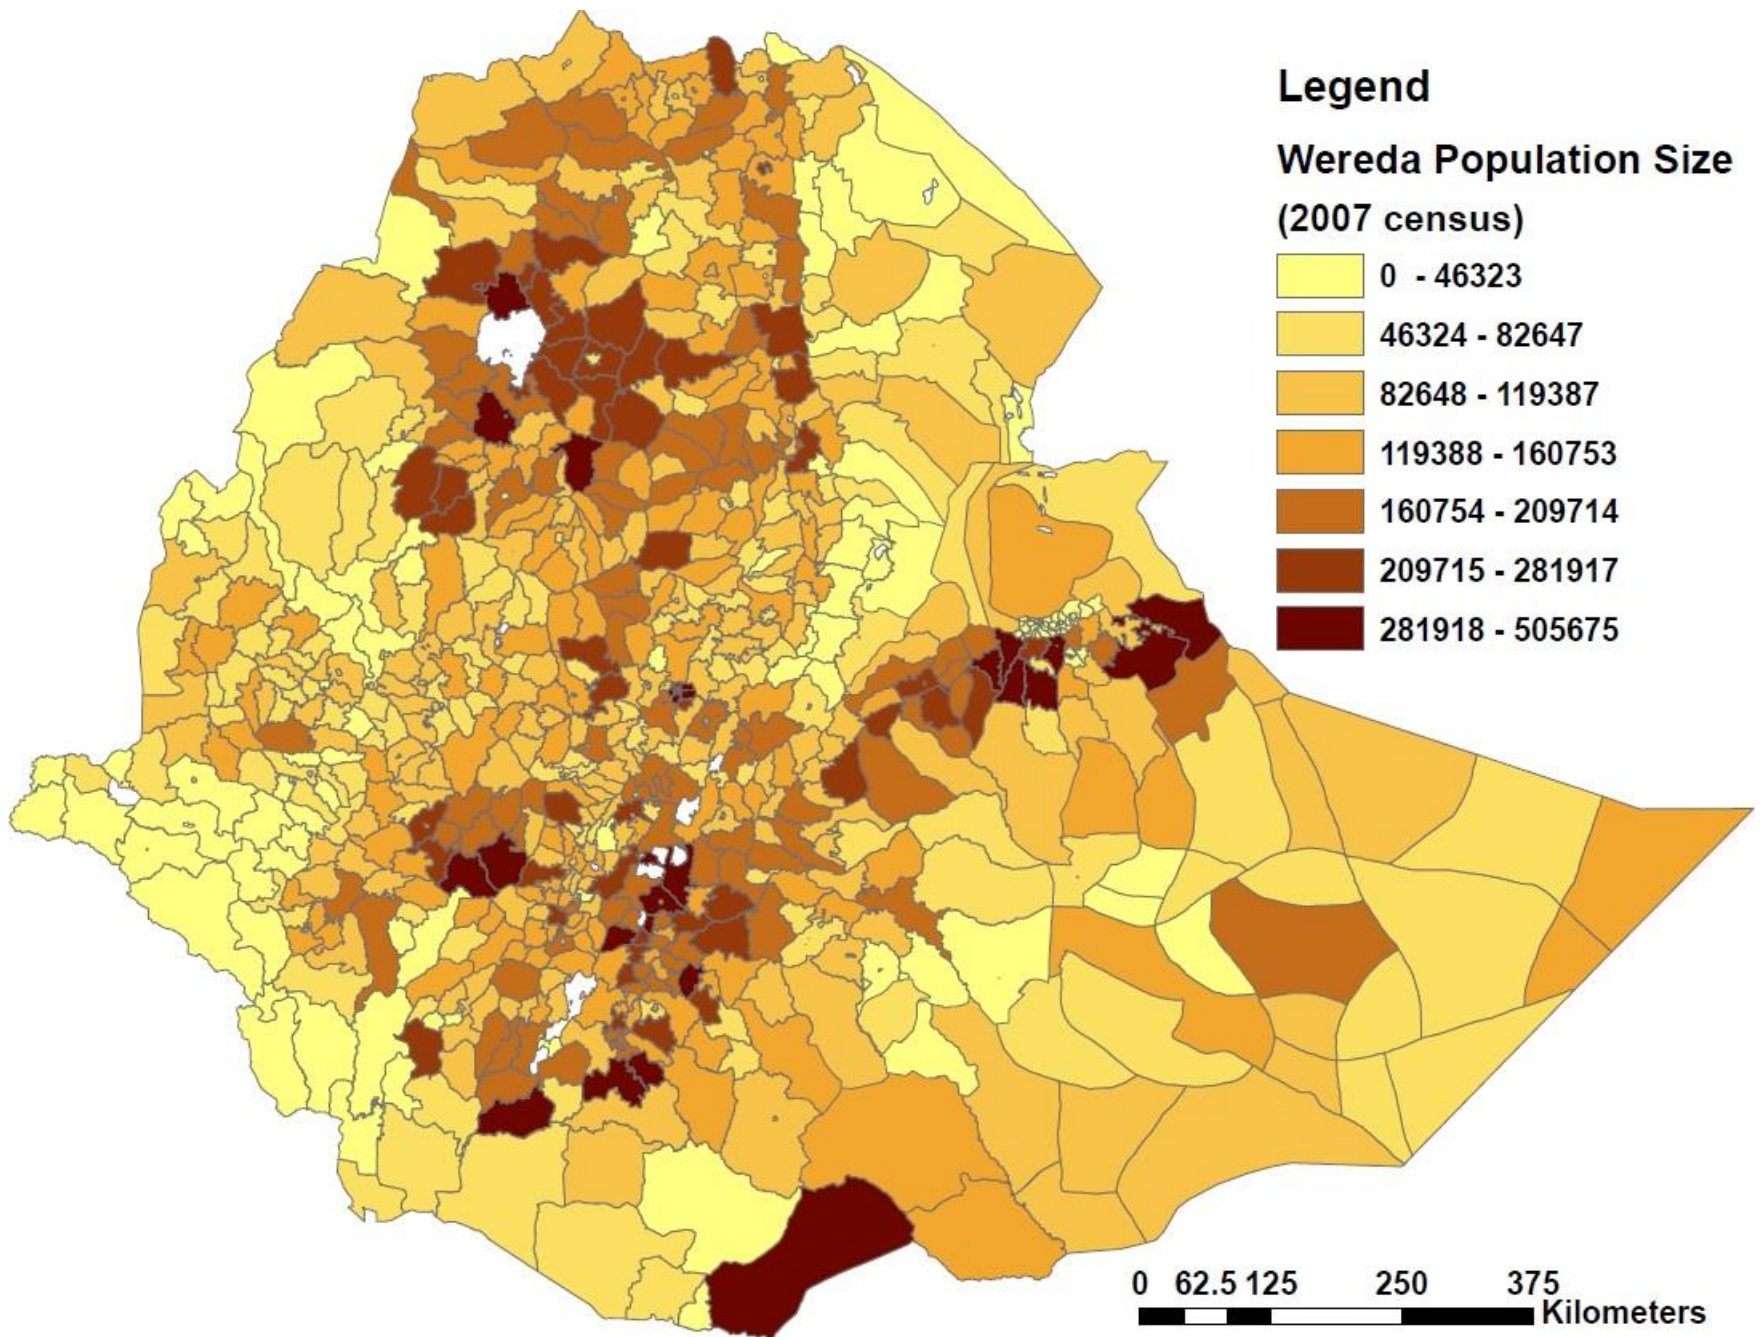 Legend
Wereda Population Size
(2007 census)
0 - 46323
46324 - 82647
82648 - 119387
119388 - 160753
160754 - 209714
209715 - 281917
281918 - 505675
0 62.5 125 250 375
Kilometers